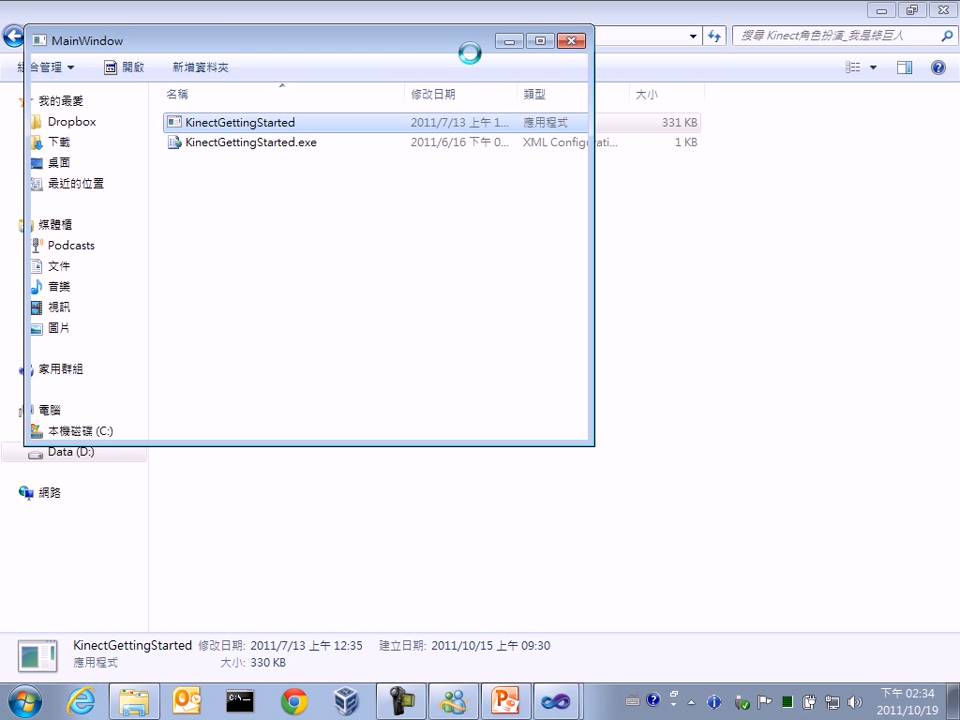 MainWindow
搜尋 Kinect角色扮演_我是綠巨人
組合管理
開啟
新增資料夾
名稱
修改日期
類型
大小
我的最愛
Dropbox
下載
桌面
最近的位置
媒體櫃
Podcasts
文件
音樂
視訊
圖片
家用群組
電腦
本機磁碟 (C:)
Data (D:)
網路
KinectGettingStarted 2011/7/13 上午 1... 應用程式 331 KB
KinectGettingStarted.exe 2011/6/16 下午 0... XML Configurati... 1 KB
KinectGettingStarted 修改日期: 2011/7/13 上午 12:35 建立日期: 2011/10/15 上午 09:30
應用程式 大小: 330 KB
下午 02:34
2011/10/19